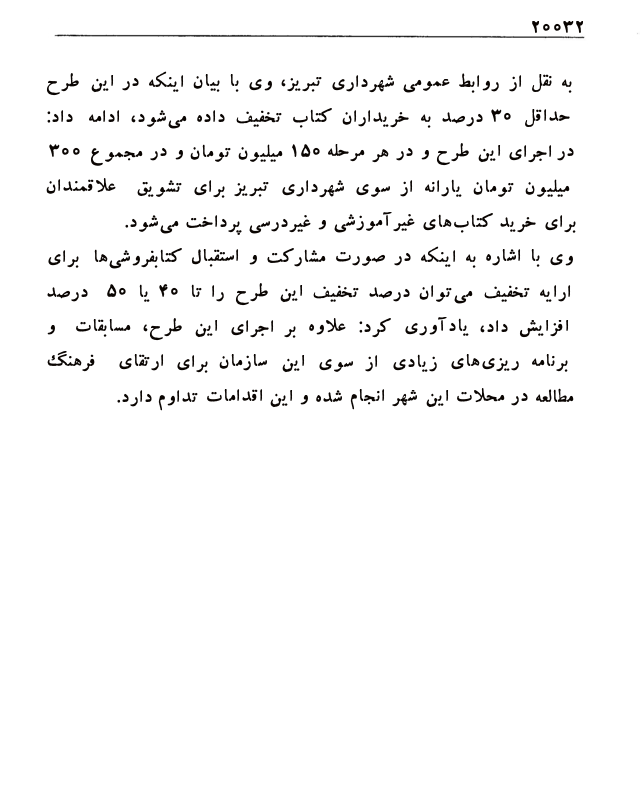 ۲۰۰۳۲
به نقل از روابط عمومی شهرداری تبریز، وی با بیان اینکه در این طرح
حداقل ۳۰ درصد به خریداران کتاب تخفیف داده می‌شود، ادامه داد:
در اجرای این طرح و در هر مرحله ۱۵۰ میلیون تومان و در مجموع ۳۰۰
میلیون تومان یارانه از سوی شهرداری تبریز برای تشویق علاقمندان
برای خرید کتاب‌های غیرآموزشی و غیردرسی پرداخت می‌شود.
وی با اشاره به اینکه در صورت مشارکت و استقبال کتابفروشی‌ها برای
ارایه تخفیف می‌توان درصد تخفیف این طرح را تا ۴۰ یا ۵۰ درصد
افزایش داد، یادآوری کرد: علاوه بر اجرای این طرح، مسابقات و
برنامه ریزی‌های زیادی از سوی این سازمان برای ارتقای فرهنگ
مطالعه در محلات این شهر انجام شده و این اقدامات تداوم دارد.